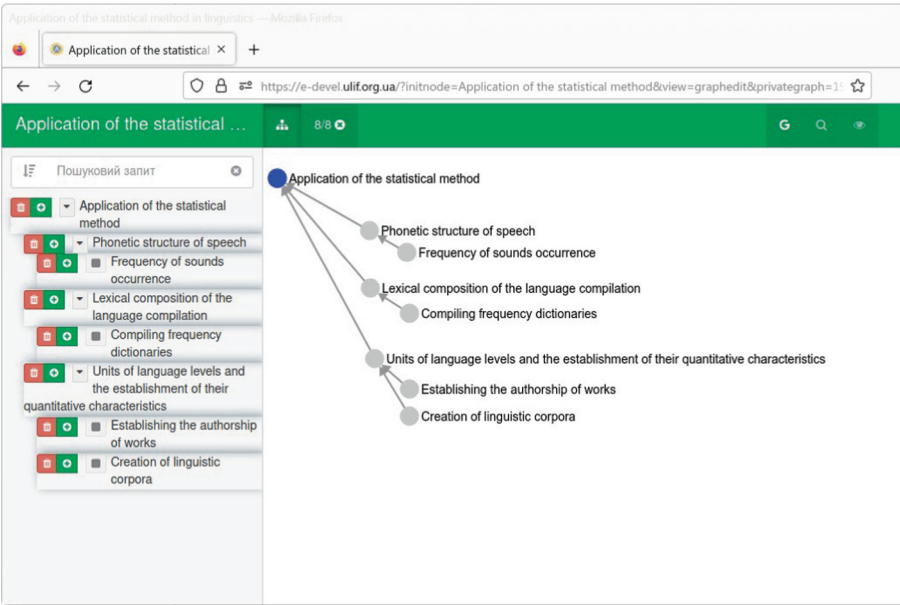 Application of the statistical method in linguistics — Mozilla Firefox
Application of the statistical
https://e-devel.ulif.org.ua/?initnode=Application of the statistical method&view=graphedit&privategraph=1
Application of the statistical ...
8/8
G
Пошуковий запит
Application of the statistical
method
Phonetic structure of speech
Frequency of sounds
occurrence
Lexical composition of the
language compilation
Compiling frequency
dictionaries
Units of language levels and
the establishment of their
quantitative characteristics
Establishing the authorship
of works
Creation of linguistic
corpora
Application of the statistical method
Phonetic structure of speech
Frequency of sounds occurrence
Lexical composition of the language compilation
Compiling frequency dictionaries
Units of language levels and the establishment of their quantitative characteristics
Establishing the authorship of works
Creation of linguistic corpora